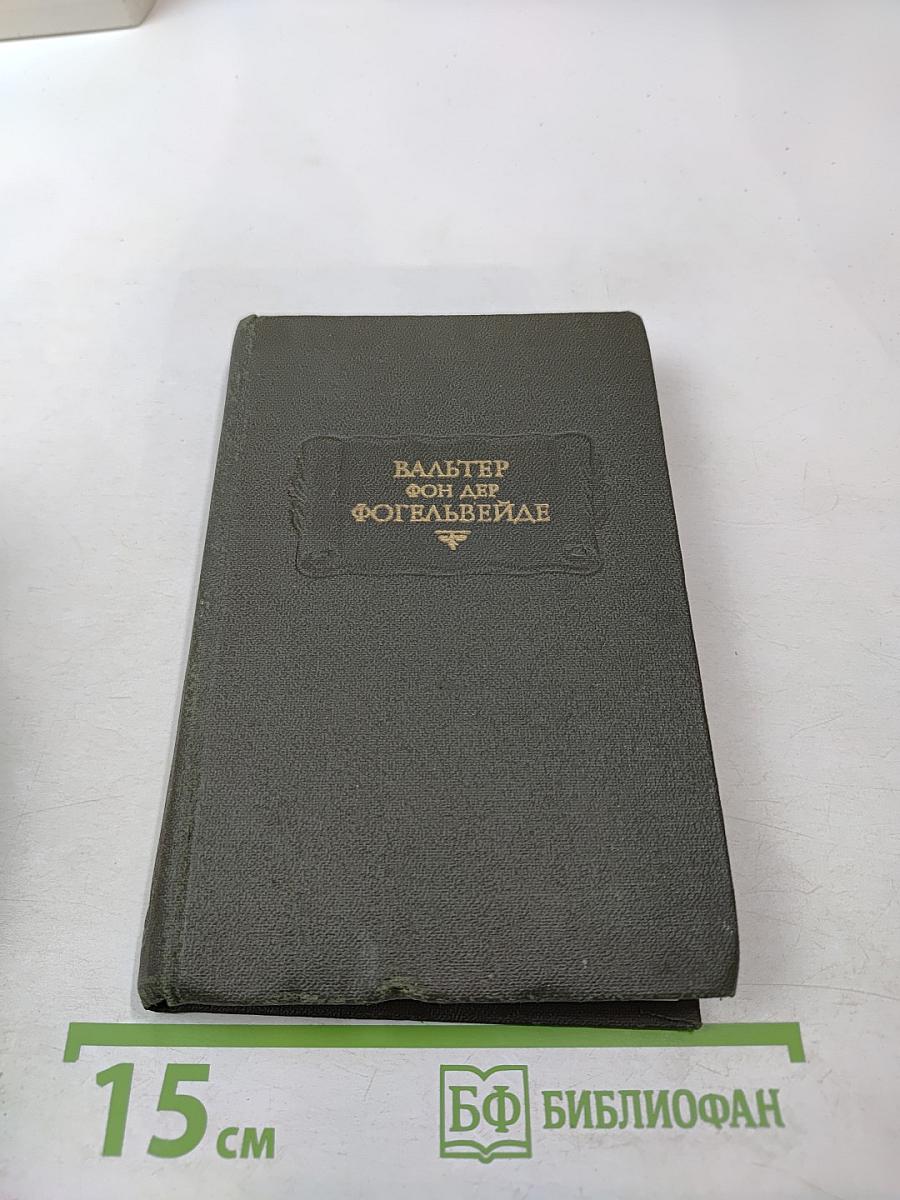 ВАЛЬТЕР
ФОН ДЕР
ФОГЕЛЬВЕЙДЕ
15 см
БФ БИБЛИОФАН